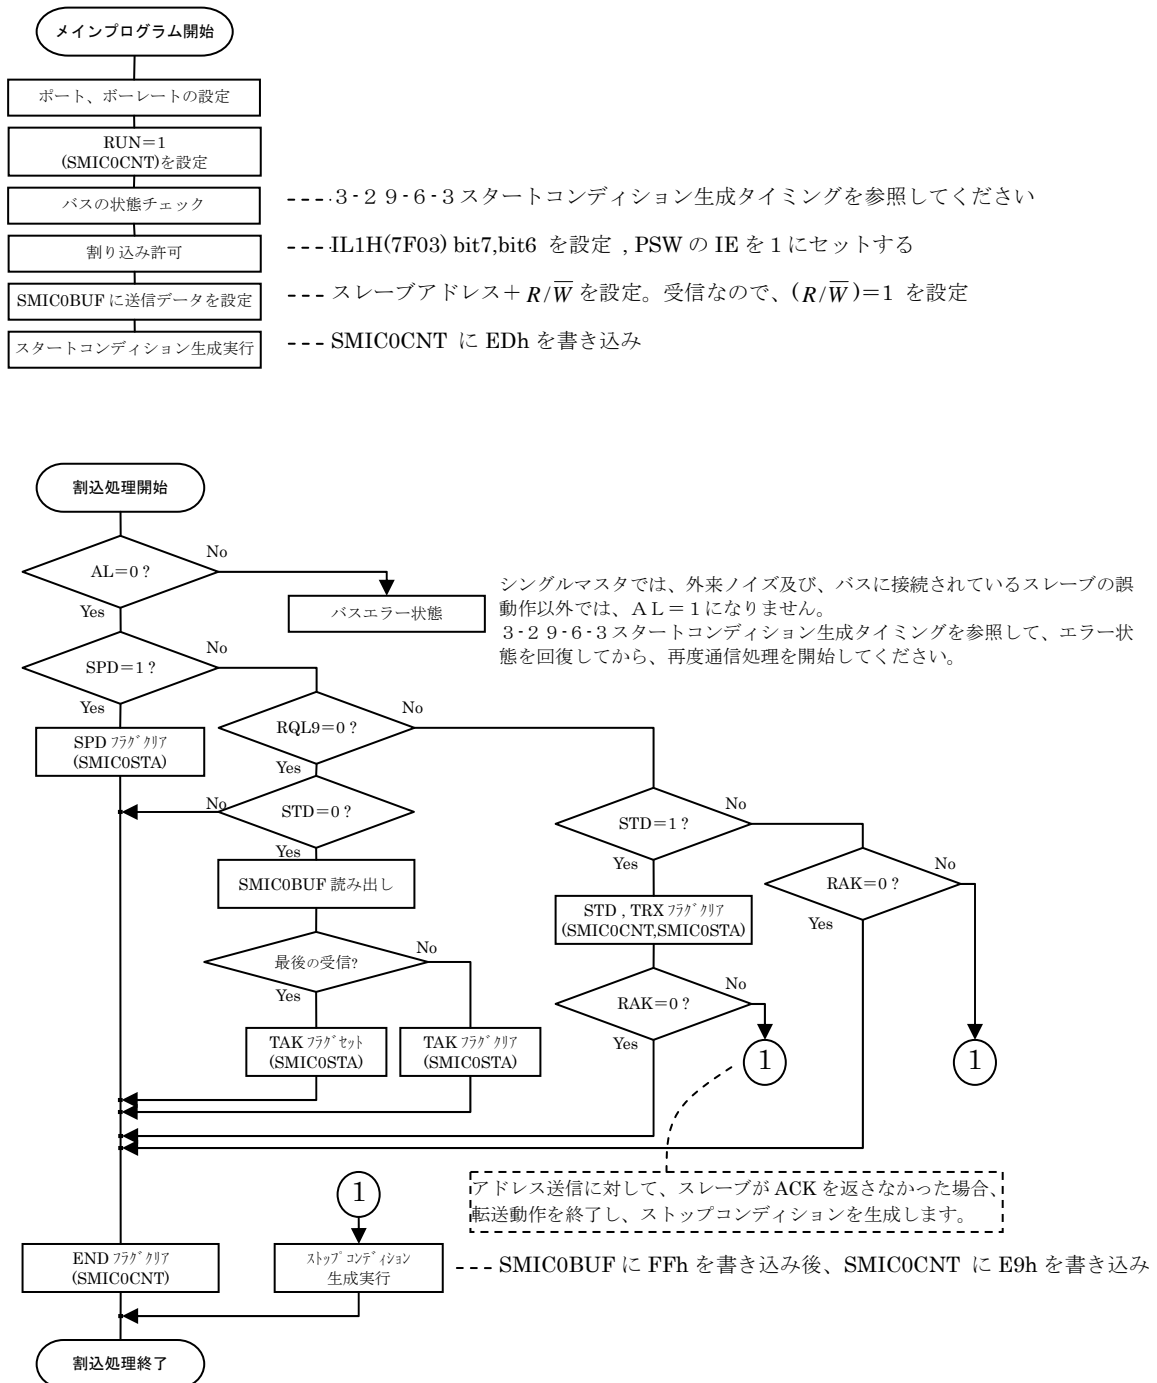 メインプログラム開始
ポート、ボーレートの設定
RUN＝1
(SMIC0CNT)を設定
バスの状態チェック
---·３-２９-６-３スタートコンディション生成タイミングを参照してください
割り込み許可
---·IL1H(7F03) bit7,bit6 を設定 , PSW の IE を１にセットする
SMIC0BUF に送信データを設定
--- スレーブアドレス＋ R/W̅ を設定。受信なので、(R/W̅)＝1 を設定
スタートコンディション生成実行
--- SMIC0CNT に EDh を書き込み
割込処理開始
AL＝0 ?
No
Yes
バスエラー状態
シングルマスタでは、外来ノイズ及び、バスに接続されているスレーブの誤
動作以外では、ＡＬ＝１になりません。
３-２９-６-３スタートコンディション生成タイミングを参照して、エラー状
態を回復してから、再度通信処理を開始してください。
SPD＝1 ?
No
Yes
SPD ﾌﾗｸﾞｸﾘｱ
(SMIC0STA)
RQL9＝0 ?
No
Yes
STD＝0 ?
No
Yes
STD＝1 ?
No
Yes
SMIC0BUF 読み出し
RAK＝0 ?
No
Yes
STD , TRX ﾌﾗｸﾞｸﾘｱ
(SMIC0CNT,SMIC0STA)
最後の受信?
No
Yes
RAK＝0 ?
No
Yes
TAK ﾌﾗｸﾞｾｯﾄ
(SMIC0STA)
TAK ﾌﾗｸﾞｸﾘｱ
(SMIC0STA)
1
1
アドレス送信に対して、スレーブが ACK を返さなかった場合、
転送動作を終了し、ストップコンディションを生成します。
1
END ﾌﾗｸﾞｸﾘｱ
(SMIC0CNT)
ｽﾄｯﾌﾟｺﾝﾃﾞｨｼｮﾝ
生成実行
--- SMIC0BUF に FFh を書き込み後、SMIC0CNT に E9h を書き込み
割込処理終了